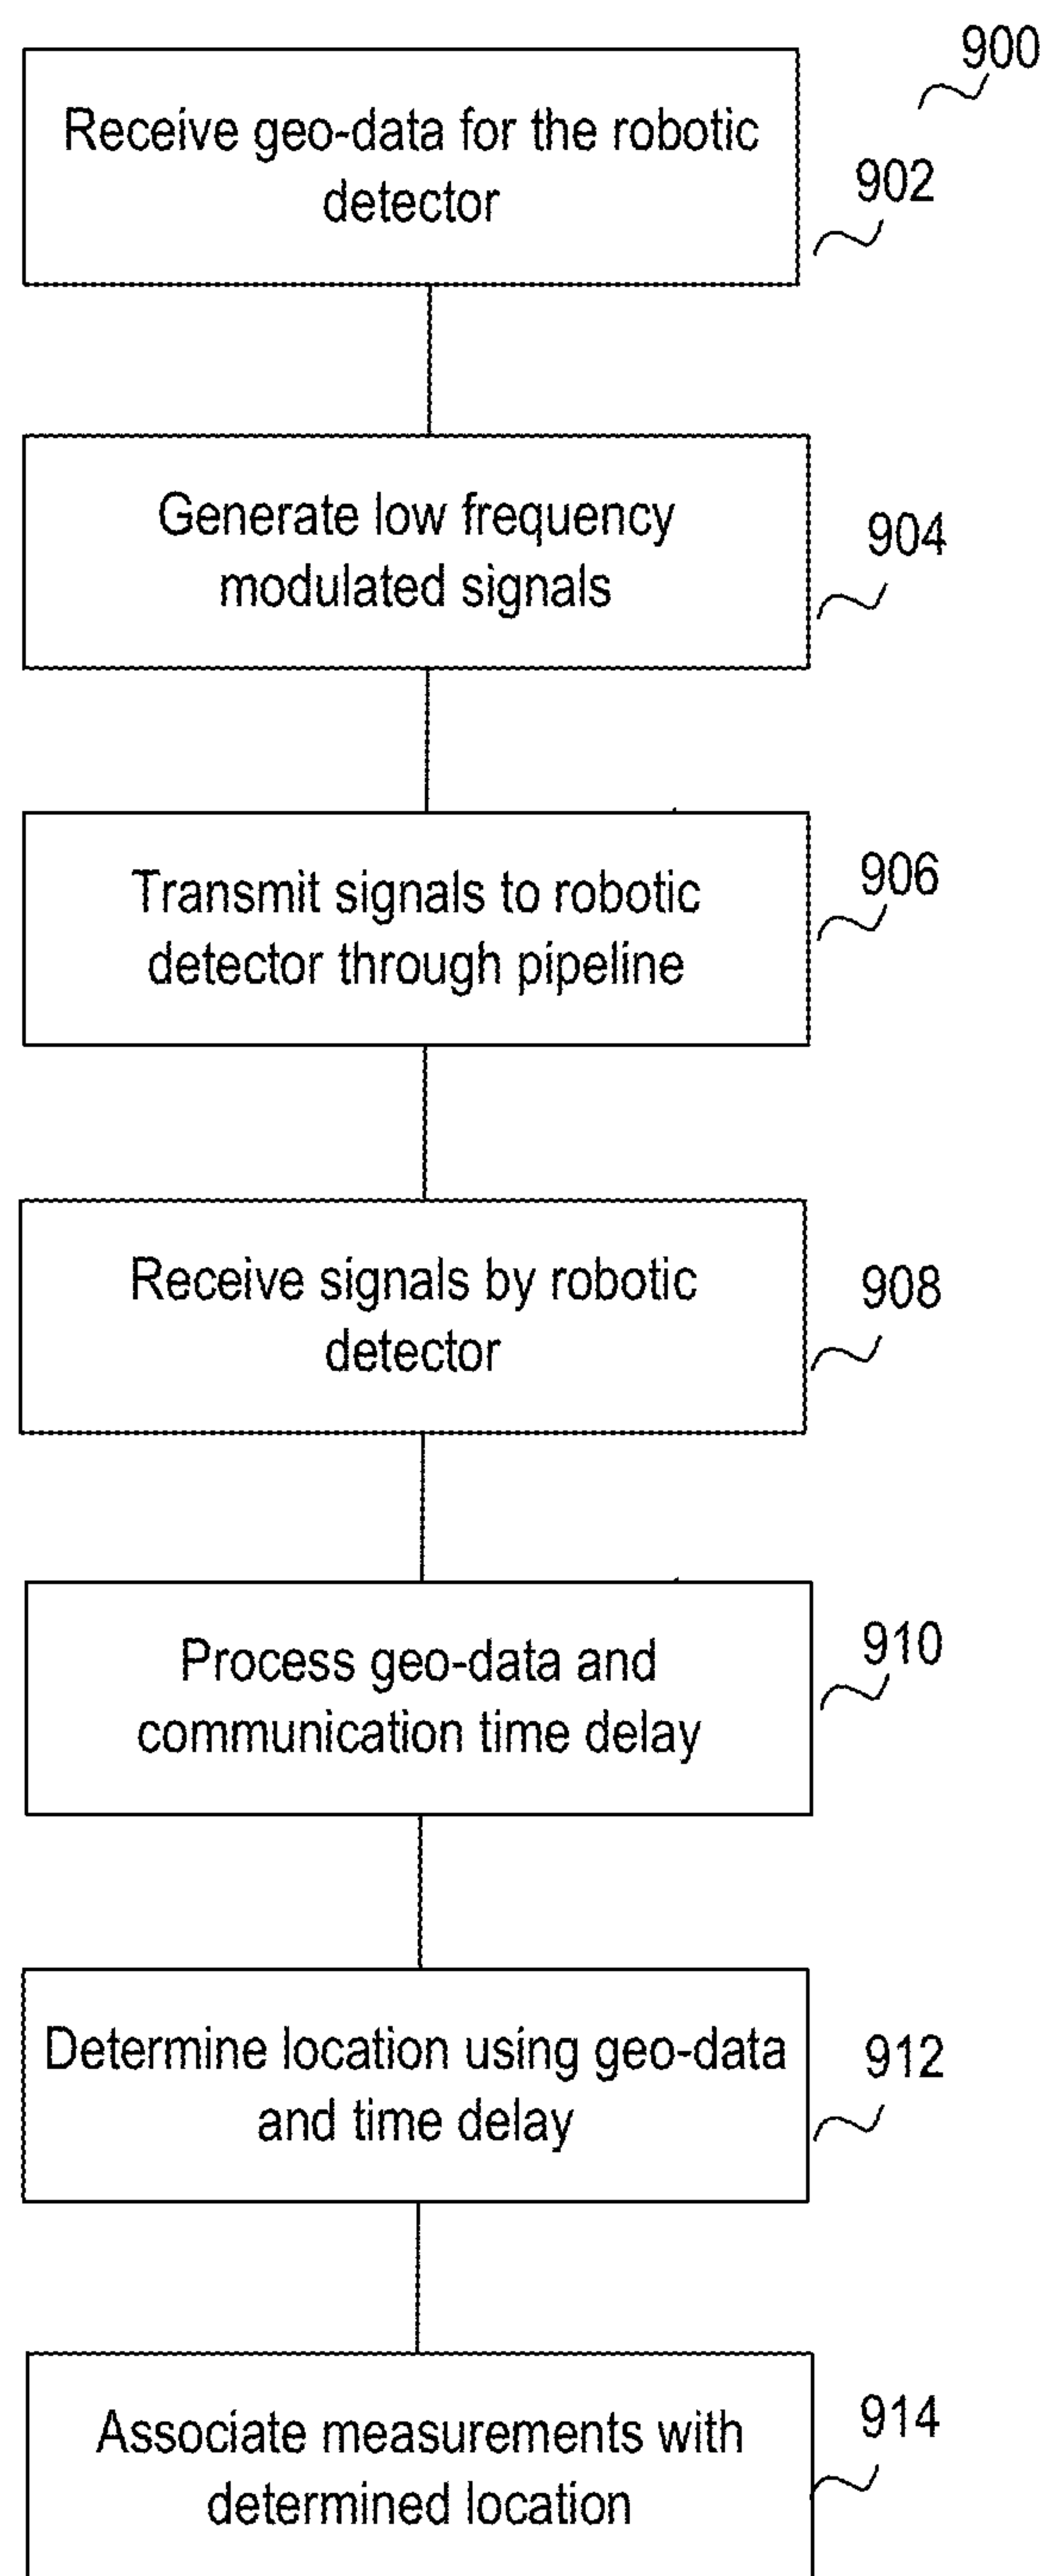 900
Receive geo-data for the robotic
detector
902
Generate low frequency
modulated signals
904
Transmit signals to robotic
detector through pipeline
906
Receive signals by robotic
detector
908
Process geo-data and
communication time delay
910
Determine location using geo-data
and time delay
912
Associate measurements with
determined location
914